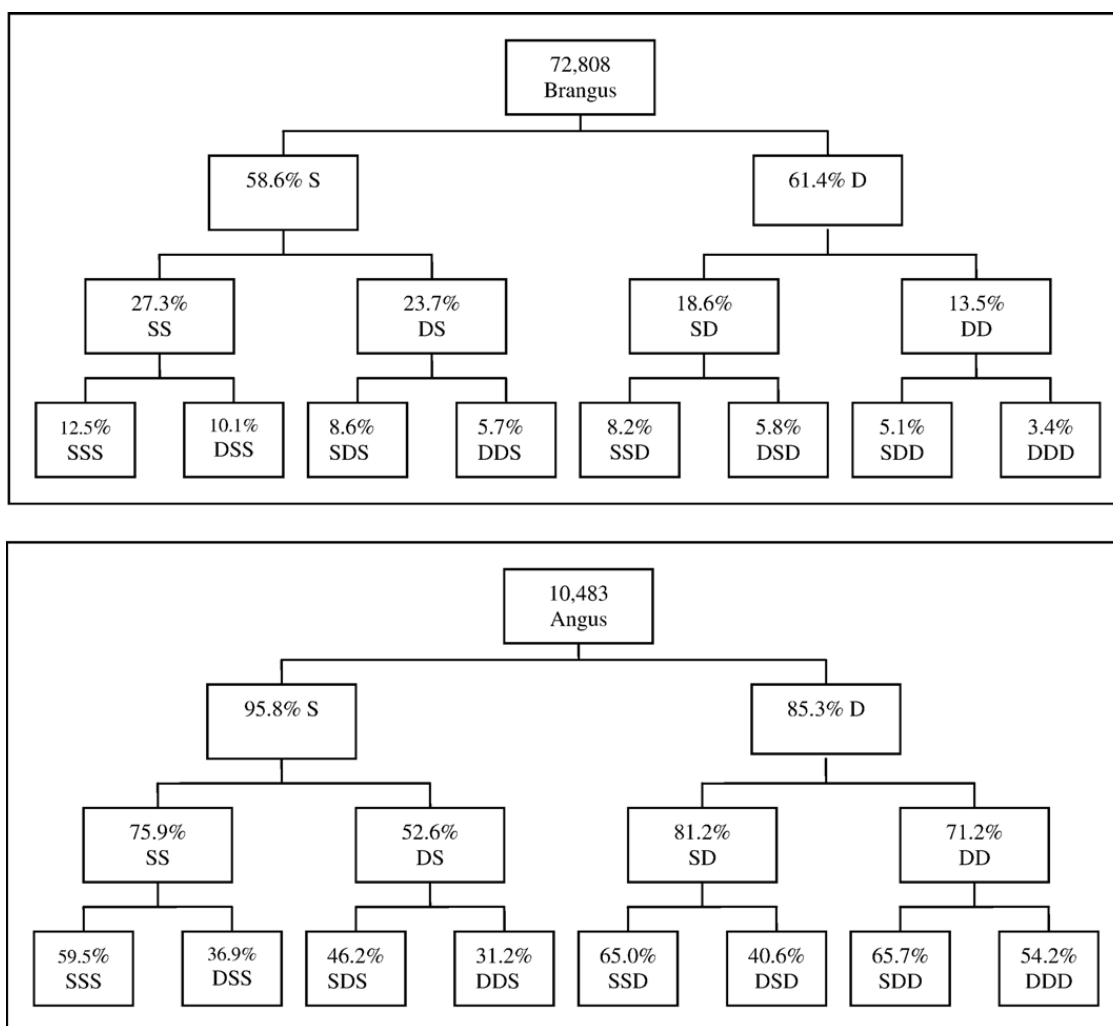 72,808
Brangus
58.6% S
61.4% D
27.3%
SS
23.7%
DS
18.6%
SD
13.5%
DD
12.5%
SSS
10.1%
DSS
8.6%
SDS
5.7%
DDS
8.2%
SSD
5.8%
DSD
5.1%
SDD
3.4%
DDD
10,483
Angus
95.8% S
85.3% D
75.9%
SS
52.6%
DS
81.2%
SD
71.2%
DD
59.5%
SSS
36.9%
DSS
46.2%
SDS
31.2%
DDS
65.0%
SSD
40.6%
DSD
65.7%
SDD
54.2%
DDD